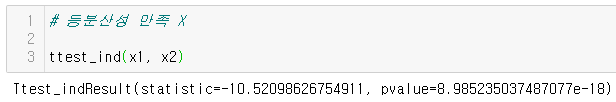 1 # 등분산성 만족 X
2
3 ttest_ind(x1, x2)
Ttest_indResult(statistic=-10.52098626754911, pvalue=8.985235037487077e-18)